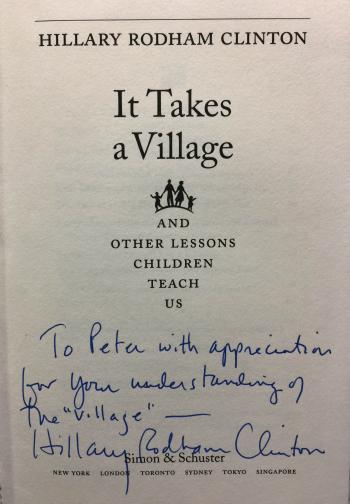 HILLARY RODHAM CLINTON
It Takes
a Village
AND
OTHER LESSONS
CHILDREN
TEACH
US
To Peter with appreciation
for your understanding of
the "village" —
Hillary Rodham Clinton
Simon & Schuster
NEW YORK LONDON TORONTO SYDNEY TOKYO SINGAPORE